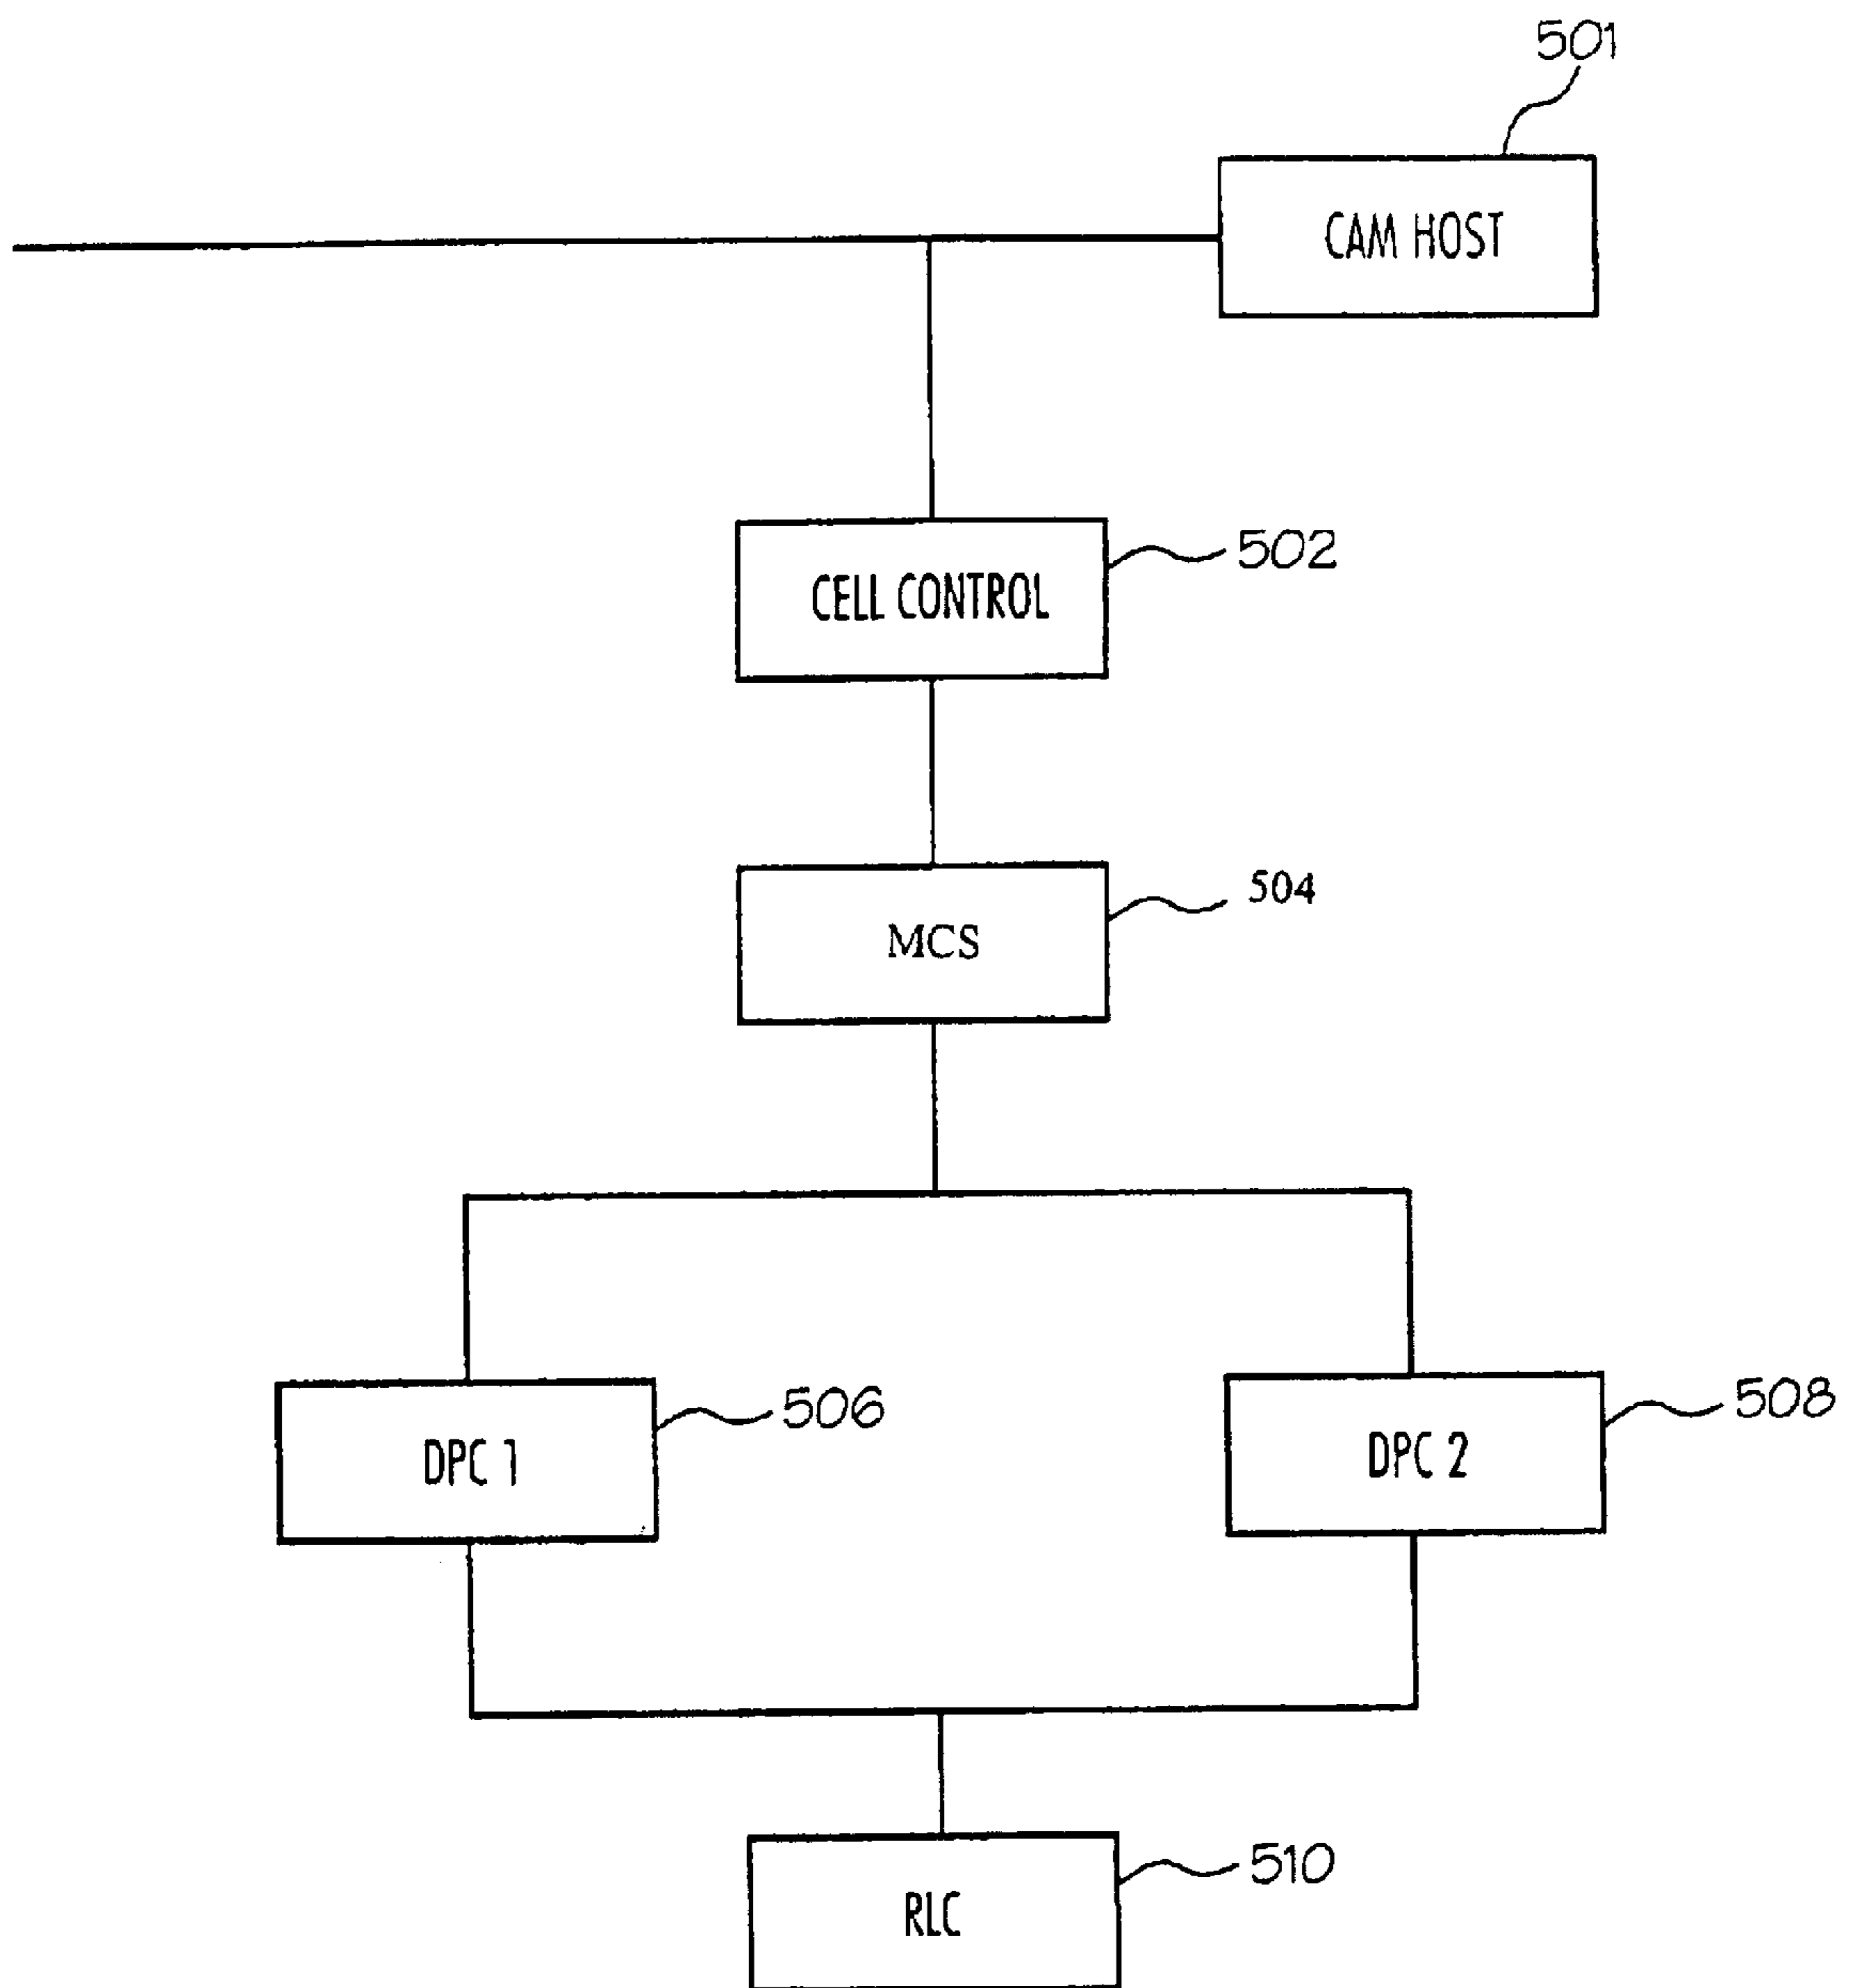 501
CAM HOST
502
CELL CONTROL
504
MCS
506
DPC 1
508
DPC 2
510
RLC